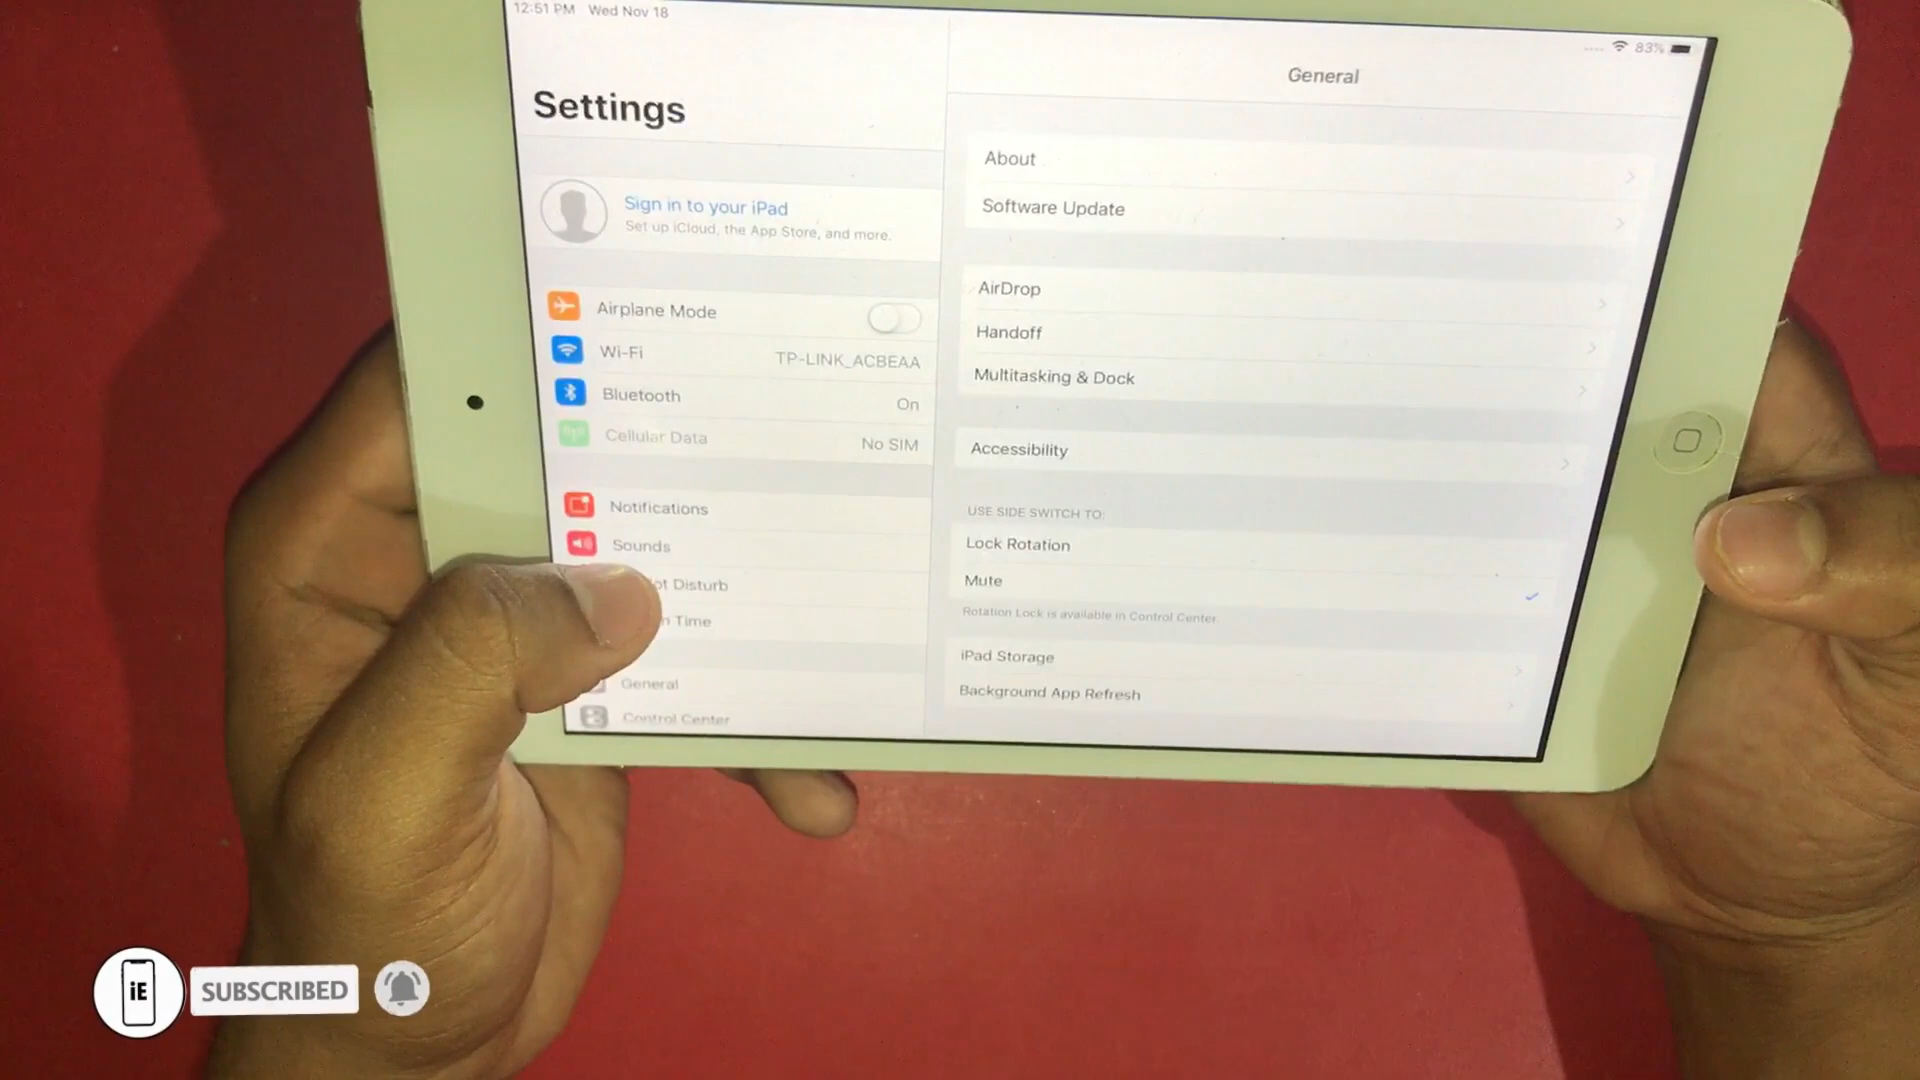 12:51 PM Wed Nov 18
83%
Settings
Sign in to your iPad
Set up iCloud, the App Store, and more.
Airplane Mode
Wi-Fi TP-LINK_ACBEAA
Bluetooth On
Cellular Data No SIM
Notifications
Sounds
Disturb
Time
General
Control Center
General
About
Software Update
AirDrop
Handoff
Multitasking & Dock
Accessibility
USE SIDE SWITCH TO:
Lock Rotation
Mute
Rotation Lock is available in Control Center.
iPad Storage
Background App Refresh
iE
SUBSCRIBED